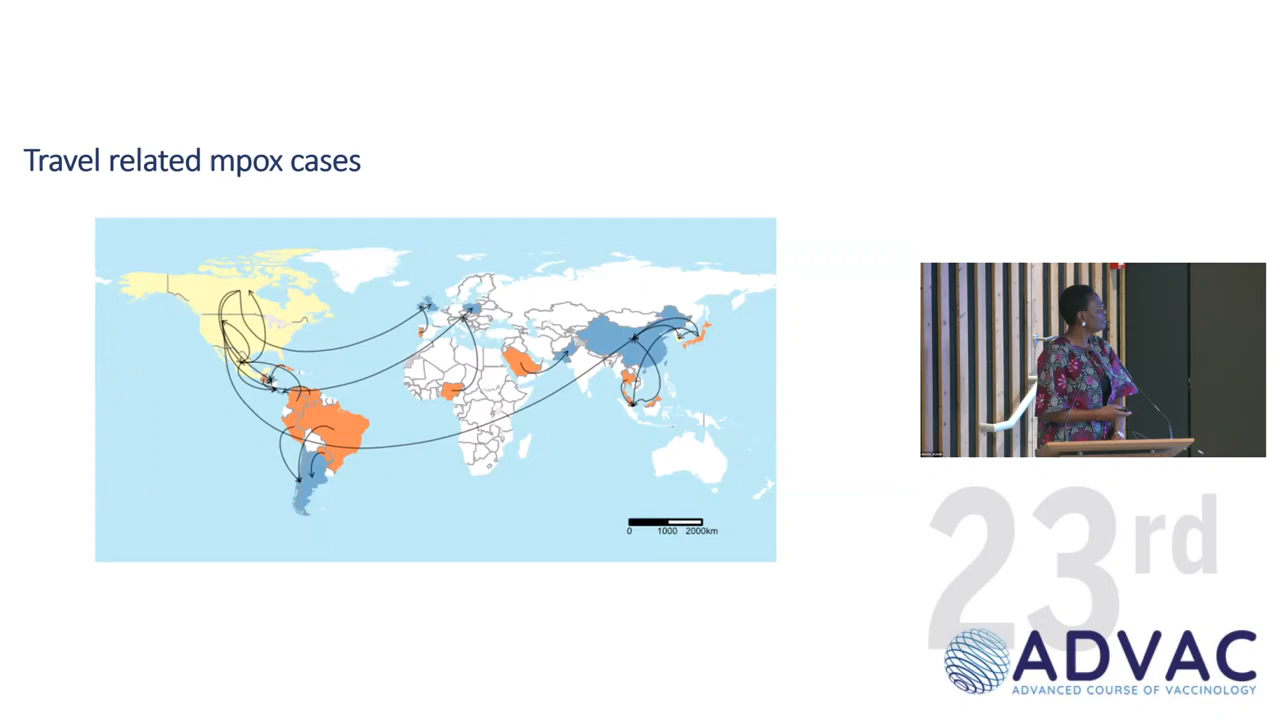 Travel related mpox cases
0 1000 2000km
23rd
ADVAC
ADVANCED COURSE OF VACCINOLOGY